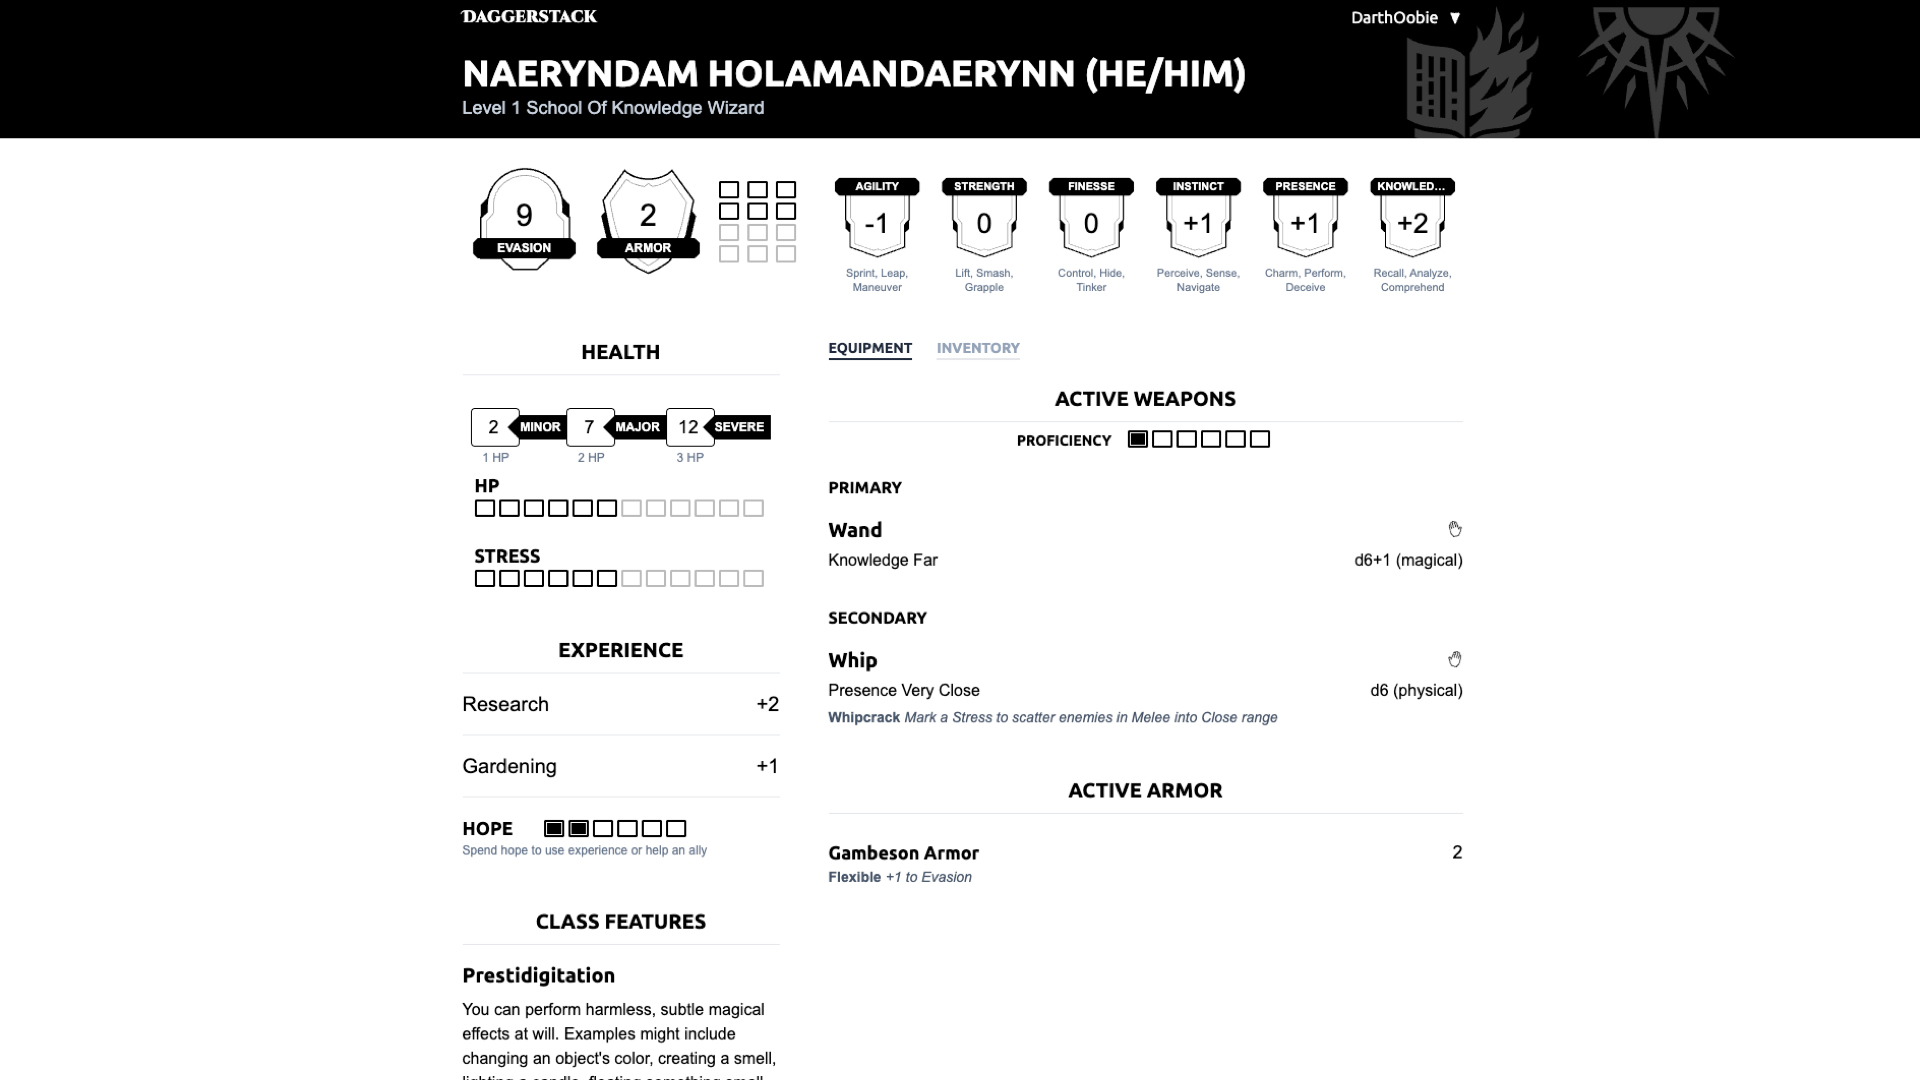 DAGGERSTACK
DarthOobie ▼
NAERYNDAM HOLAMANDAERYNN (HE/HIM)
Level 1 School Of Knowledge Wizard
9
EVASION
2
ARMOR
AGILITY
-1
Sprint, Leap,
Maneuver
STRENGTH
0
Lift, Smash,
Grapple
FINESSE
0
Control, Hide,
Tinker
INSTINCT
+1
Perceive, Sense,
Navigate
PRESENCE
+1
Charm, Perform,
Deceive
KNOWLED...
+2
Recall, Analyze,
Comprehend
HEALTH
2 MINOR 7 MAJOR 12 SEVERE
1 HP 2 HP 3 HP
HP
STRESS
EXPERIENCE
Research +2
Gardening +1
HOPE
Spend hope to use experience or help an ally
CLASS FEATURES
Prestidigitation
You can perform harmless, subtle magical
effects at will. Examples might include
changing an object's color, creating a smell,
lighting a candle, floating something small,
EQUIPMENT INVENTORY
ACTIVE WEAPONS
PROFICIENCY
PRIMARY
Wand
Knowledge Far d6+1 (magical)
SECONDARY
Whip
Presence Very Close d6 (physical)
Whipcrack Mark a Stress to scatter enemies in Melee into Close range
ACTIVE ARMOR
Gambeson Armor 2
Flexible +1 to Evasion